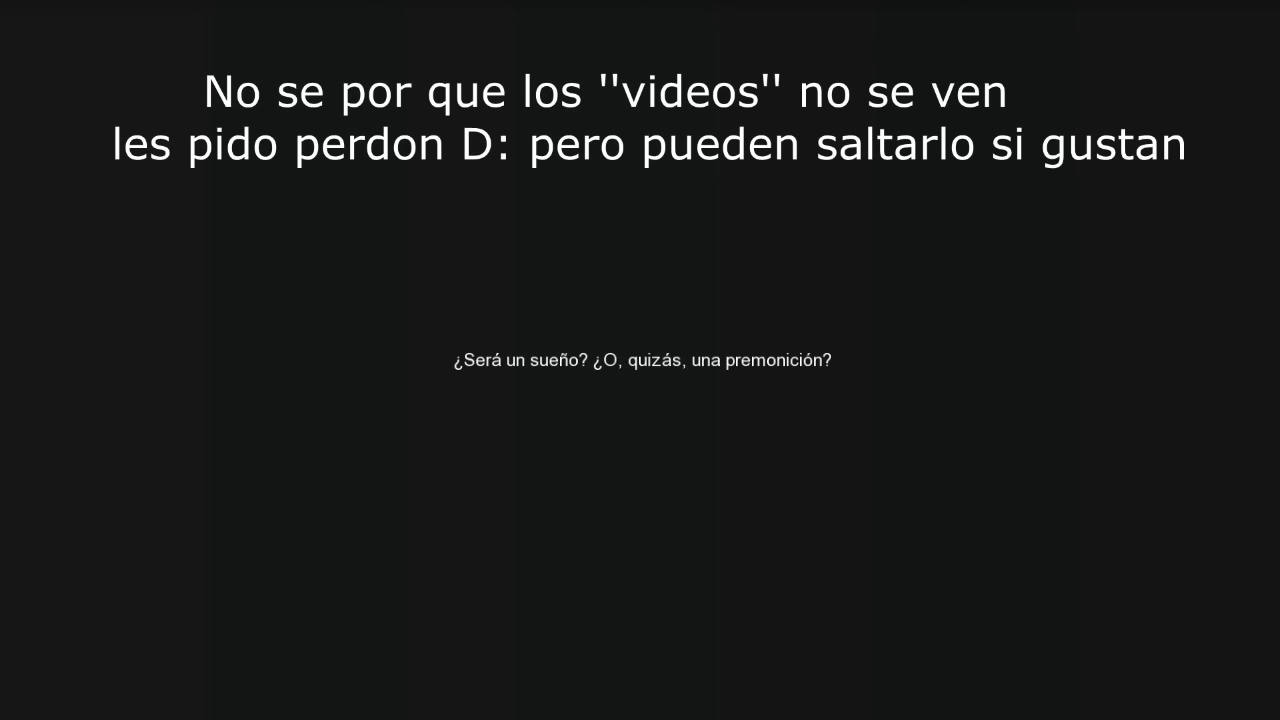 No se por que los ''videos'' no se ven
les pido perdon D: pero pueden saltarlo si gustan
¿Será un sueño? ¿O, quizás, una premonición?